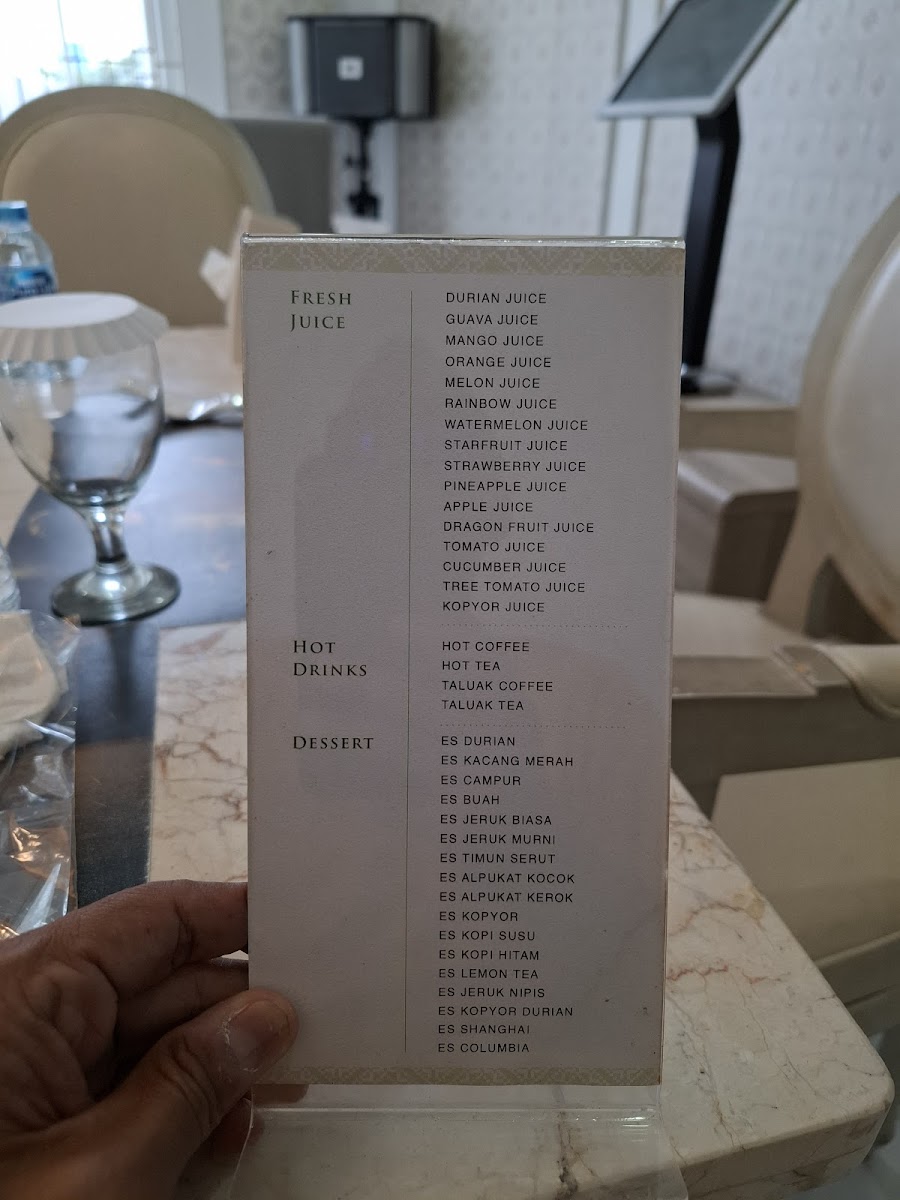 FRESH
JUICE
DURIAN JUICE
GUAVA JUICE
MANGO JUICE
ORANGE JUICE
MELON JUICE
RAINBOW JUICE
WATERMELON JUICE
STARFRUIT JUICE
STRAWBERRY JUICE
PINEAPPLE JUICE
APPLE JUICE
DRAGON FRUIT JUICE
TOMATO JUICE
CUCUMBER JUICE
TREE TOMATO JUICE
KOPYOR JUICE
HOT
DRINKS
HOT COFFEE
HOT TEA
TALUAK COFFEE
TALUAK TEA
DESSERT
ES DURIAN
ES KACANG MERAH
ES CAMPUR
ES BUAH
ES JERUK BIASA
ES JERUK MURNI
ES TIMUN SERUT
ES ALPUKAT KOCOK
ES ALPUKAT KEROK
ES KOPYOR
ES KOPI SUSU
ES KOPI HITAM
ES LEMON TEA
ES JERUK NIPIS
ES KOPYOR DURIAN
ES SHANGHAI
ES COLUMBIA